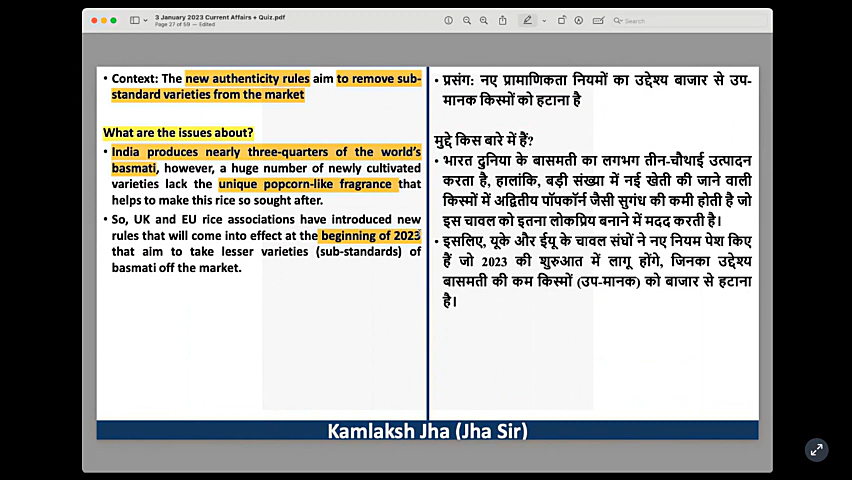 3 January 2023 Current Affairs + Quiz.pdf
Page 27 of 59 — Edited
Search
• Context: The new authenticity rules aim to remove sub-
standard varieties from the market
What are the issues about?
• India produces nearly three-quarters of the world's
basmati, however, a huge number of newly cultivated
varieties lack the unique popcorn-like fragrance that
helps to make this rice so sought after.
• So, UK and EU rice associations have introduced new
rules that will come into effect at the beginning of 2023
that aim to take lesser varieties (sub-standards) of
basmati off the market.
• प्रसंग: नए प्रामाणिकता नियमों का उद्देश्य बाजार से उप-
मानक किस्मों को हटाना है
मुद्दे किस बारे में हैं?
• भारत दुनिया के बासमती का लगभग तीन-चौथाई उत्पादन
करता है, हालांकि, बड़ी संख्या में नई खेती की जाने वाली
किस्मों में अद्वितीय पॉपकॉर्न जैसी सुगंध की कमी होती है जो
इस चावल को इतना लोकप्रिय बनाने में मदद करती है।
• इसलिए, यूके और ईयू के चावल संघों ने नए नियम पेश किए
हैं जो 2023 की शुरुआत में लागू होंगे, जिनका उद्देश्य
बासमती की कम किस्मों (उप-मानक) को बाजार से हटाना
है।
Kamlaksh Jha (Jha Sir)